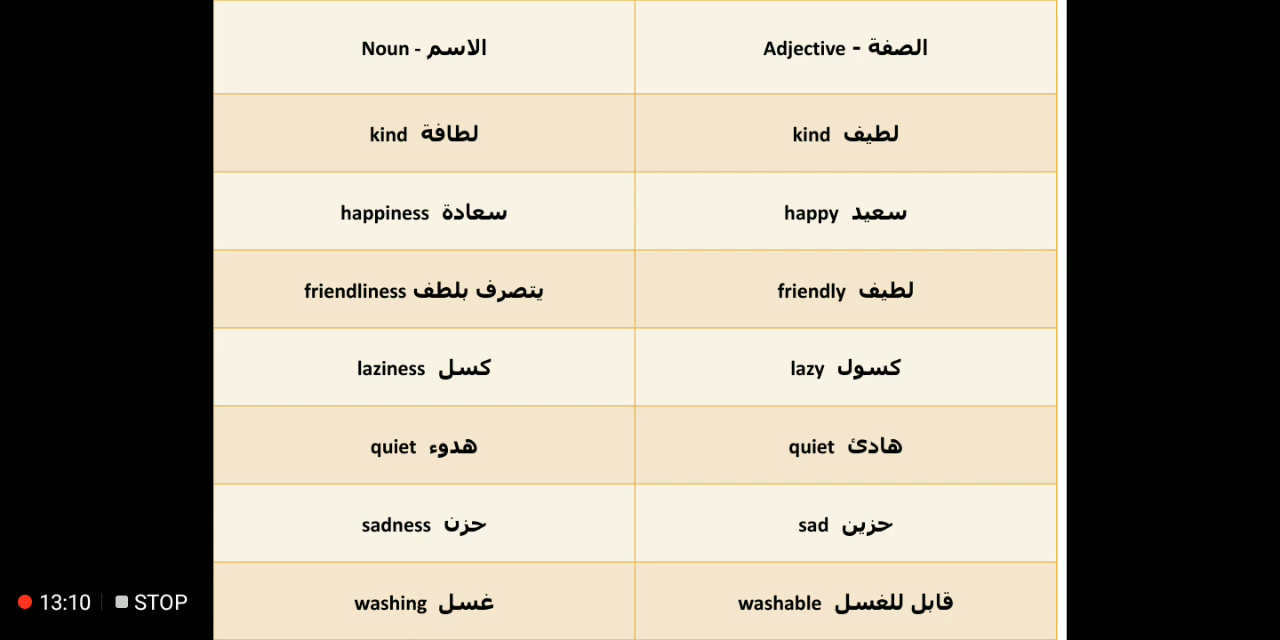 Noun - الاسم
Adjective - الصفة
kind لطافة
kind لطيف
happiness سعادة
happy سعيد
friendliness يتصرف بلطف
friendly لطيف
laziness كسل
lazy كسول
quiet هدوء
quiet هادئ
sadness حزن
sad حزين
washing غسل
washable قابل للغسل
13:10 STOP